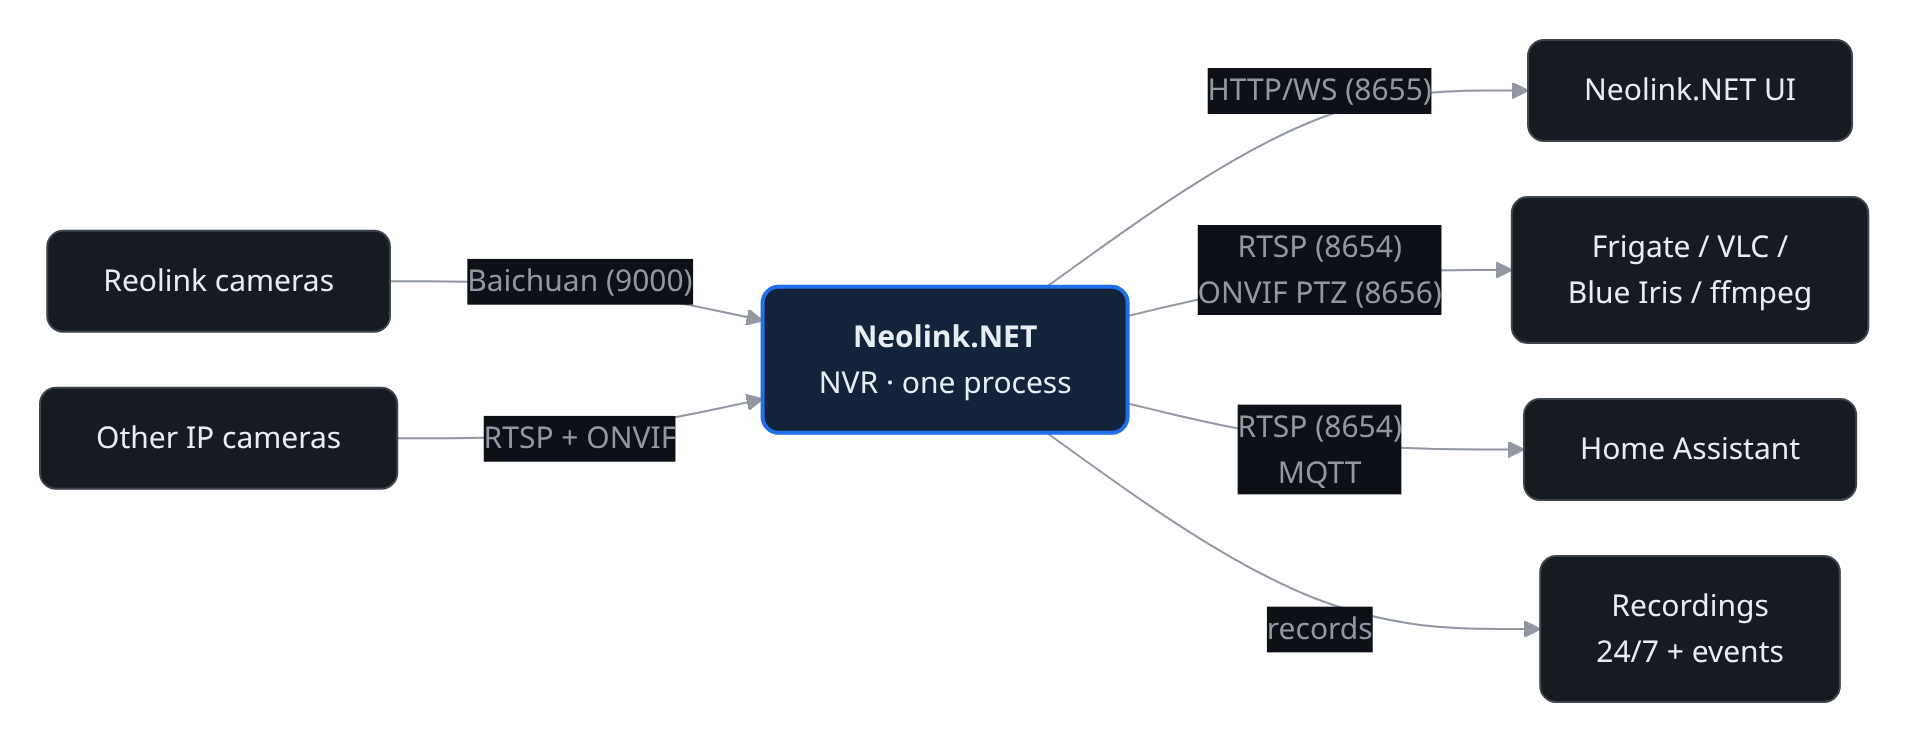 Reolink cameras
Other IP cameras
Baichuan (9000)
RTSP + ONVIF
Neolink.NET
NVR · one process
HTTP/WS (8655)
RTSP (8654)
ONVIF PTZ (8656)
RTSP (8654)
MQTT
records
Neolink.NET UI
Frigate / VLC /
Blue Iris / ffmpeg
Home Assistant
Recordings
24/7 + events